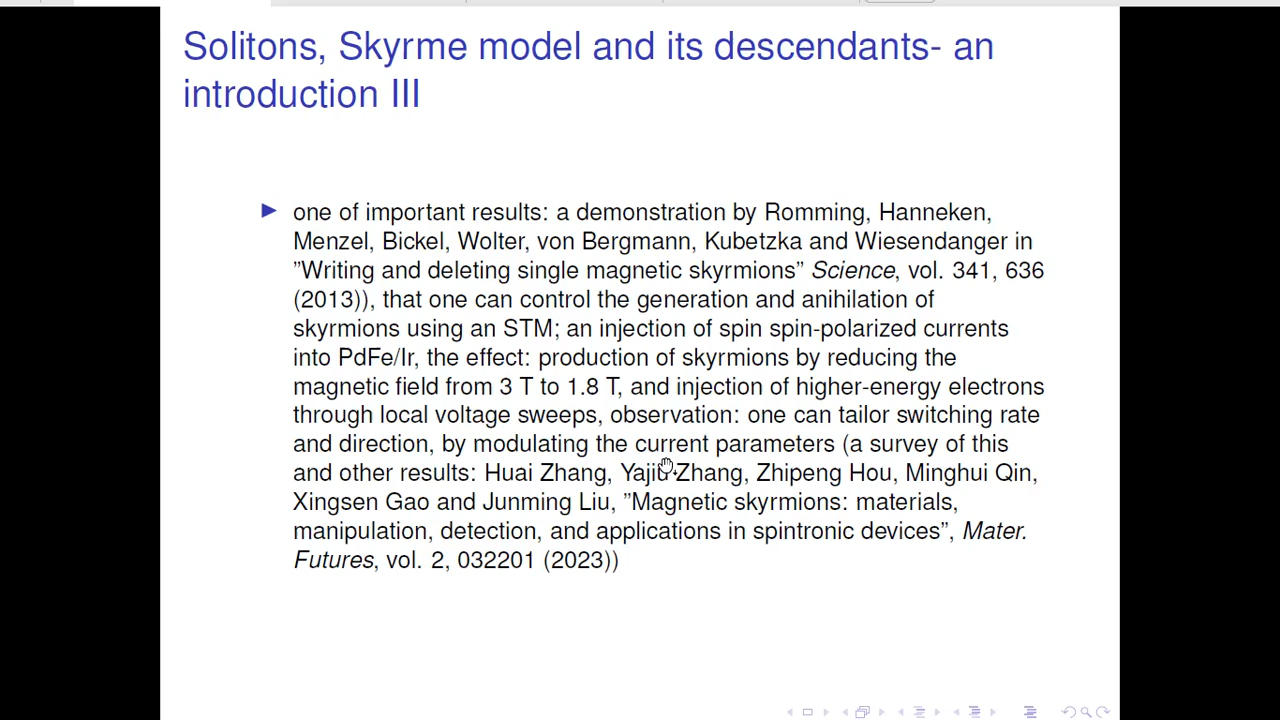 Solitons, Skyrme model and its descendants- an
introduction III
one of important results: a demonstration by Romming, Hanneken,
Menzel, Bickel, Wolter, von Bergmann, Kubetzka and Wiesendanger in
”Writing and deleting single magnetic skyrmions” Science, vol. 341, 636
(2013)), that one can control the generation and anihilation of
skyrmions using an STM; an injection of spin spin-polarized currents
into PdFe/Ir, the effect: production of skyrmions by reducing the
magnetic field from 3 T to 1.8 T, and injection of higher-energy electrons
through local voltage sweeps, observation: one can tailor switching rate
and direction, by modulating the current parameters (a survey of this
and other results: Huai Zhang, Yajiu Zhang, Zhipeng Hou, Minghui Qin,
Xingsen Gao and Junming Liu, ”Magnetic skyrmions: materials,
manipulation, detection, and applications in spintronic devices”, Mater.
Futures, vol. 2, 032201 (2023))